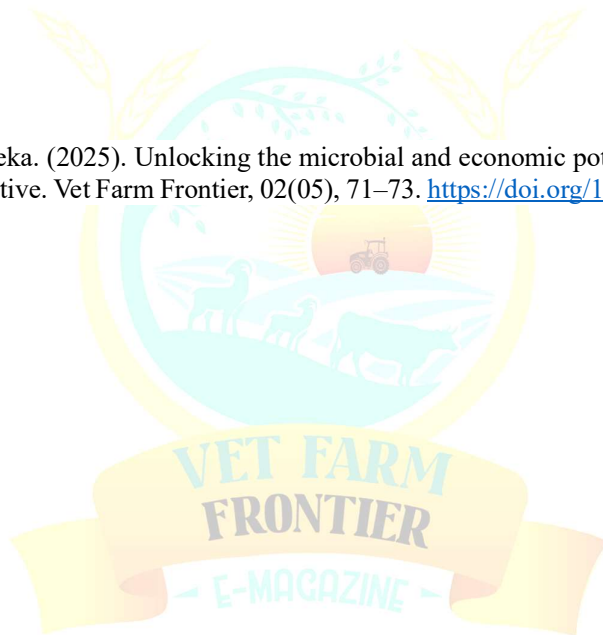 eka. (2025). Unlocking the microbial and economic pot
tive. Vet Farm Frontier, 02(05), 71–73. https://doi.org/1
VET FARM
FRONTIER
E-MAGAZINE